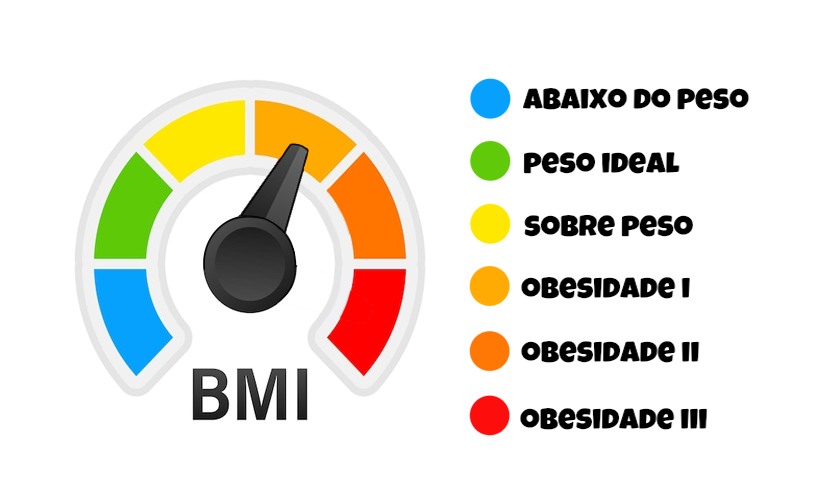 BMI
ABAIXO DO PESO
PESO IDEAL
SOBRE PESO
OBESIDADE I
OBESIDADE II
OBESIDADE III